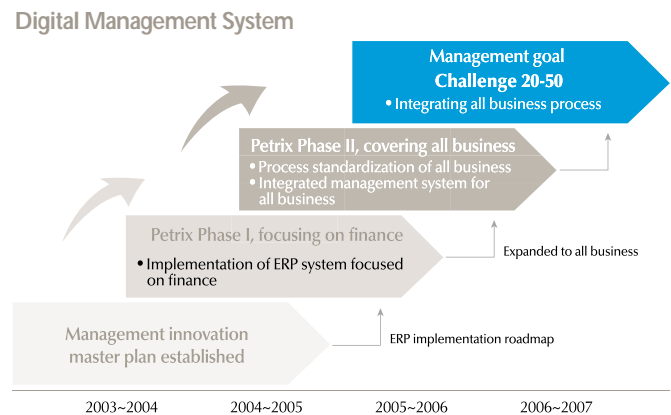 Digital Management System
Management goal
Challenge 20-50
• Integrating all business process
Petrix Phase II, covering all business
• Process standardization of all business
• Integrated management system for
all business
Petrix Phase I, focusing on finance
• Implementation of ERP system focused
on finance
Expanded to all business
Management innovation
master plan established
ERP implementation roadmap
2003~2004 2004~2005 2005~2006 2006~2007